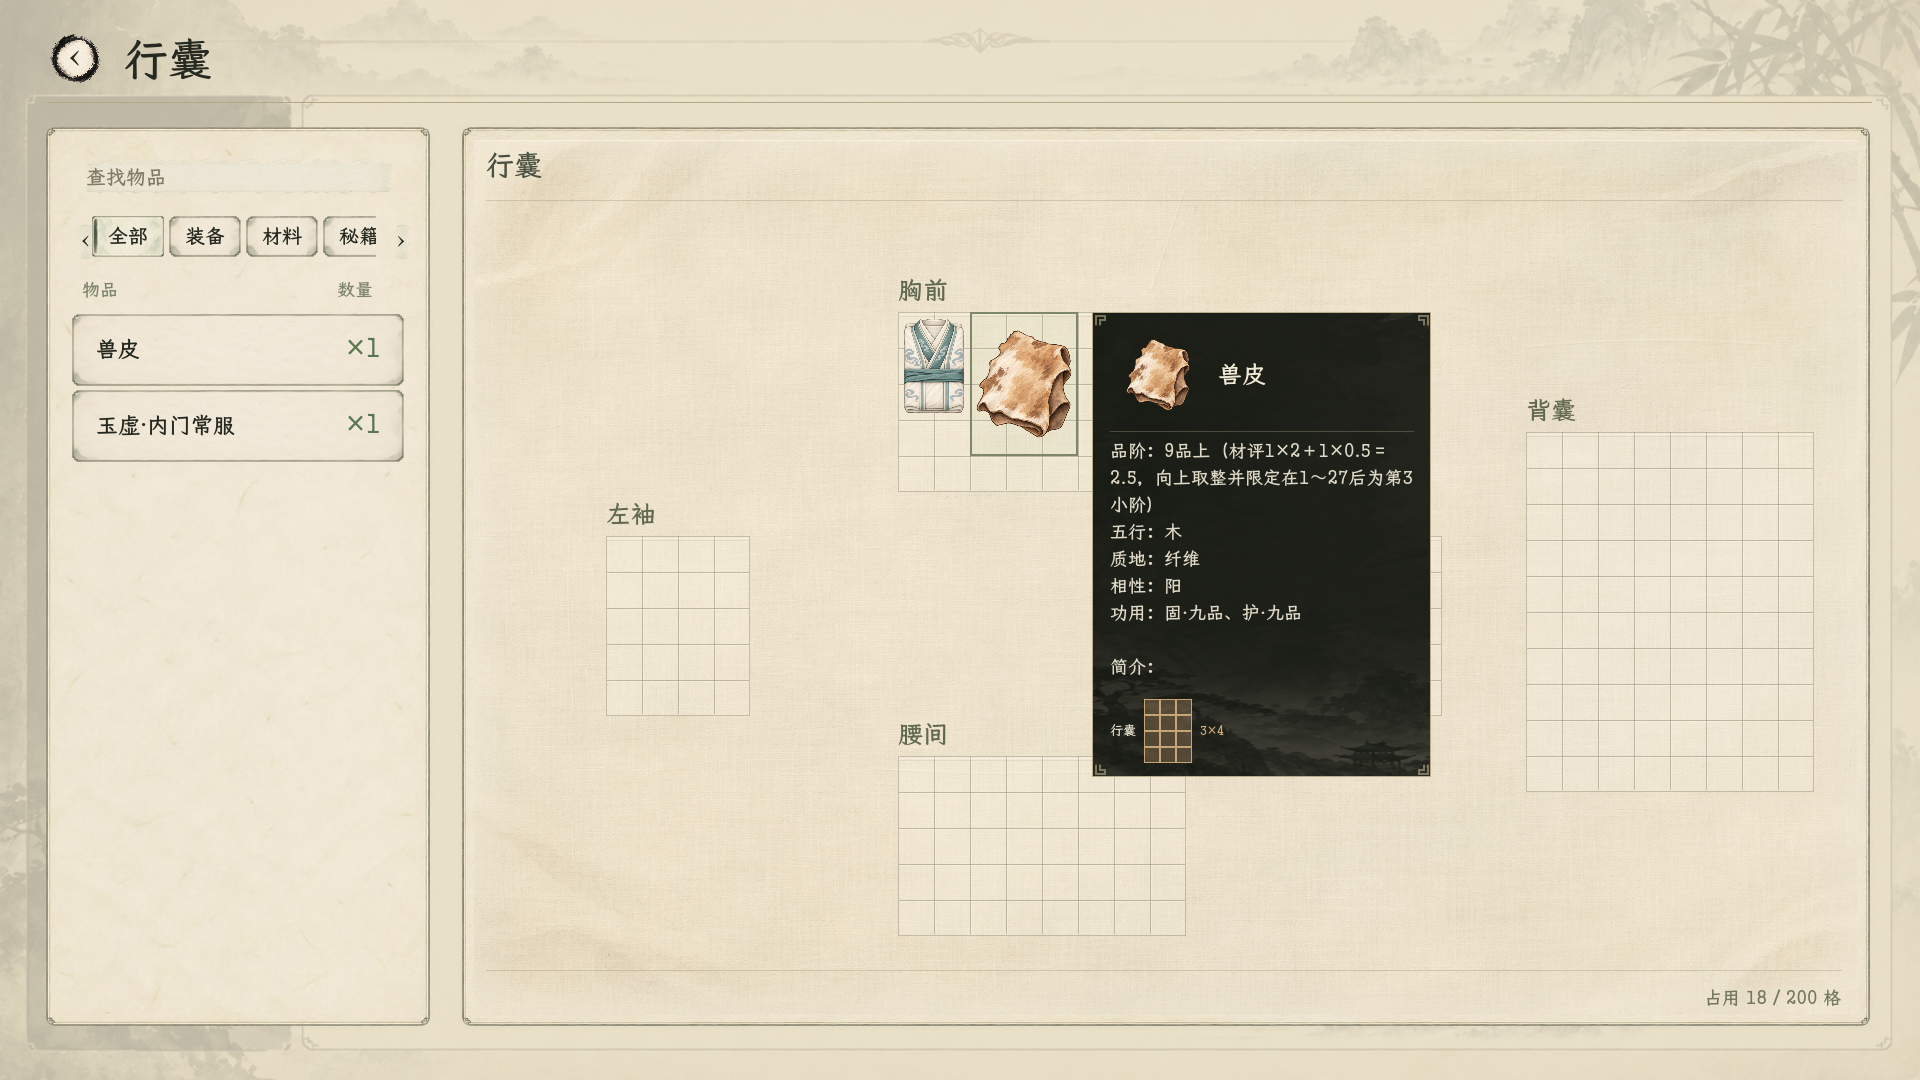 行囊
查找物品
全部
装备
材料
秘籍
物品
数量
兽皮
×1
玉虚·内门常服
×1
行囊
胸前
左袖
腰间
背囊
兽皮
品阶：9品上（材评1×2+1×0.5=
2.5，向上取整并限定在1～27后为第3
小阶）
五行：木
质地：纤维
相性：阳
功用：固·九品、护·九品
简介：
行囊
3×4
占用 18 / 200 格